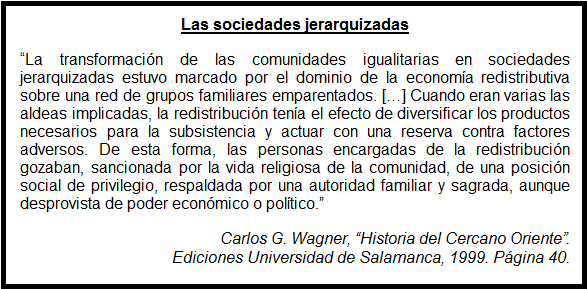 Las sociedades jerarquizadas
“La transformación de las comunidades igualitarias en sociedades
jerarquizadas estuvo marcado por el dominio de la economía redistributiva
sobre una red de grupos familiares emparentados. […] Cuando eran varias las
aldeas implicadas, la redistribución tenía el efecto de diversificar los productos
necesarios para la subsistencia y actuar con una reserva contra factores
adversos. De esta forma, las personas encargadas de la redistribución
gozaban, sancionada por la vida religiosa de la comunidad, de una posición
social de privilegio, respaldada por una autoridad familiar y sagrada, aunque
desprovista de poder económico o político.”
Carlos G. Wagner, “Historia del Cercano Oriente”.
Ediciones Universidad de Salamanca, 1999. Página 40.